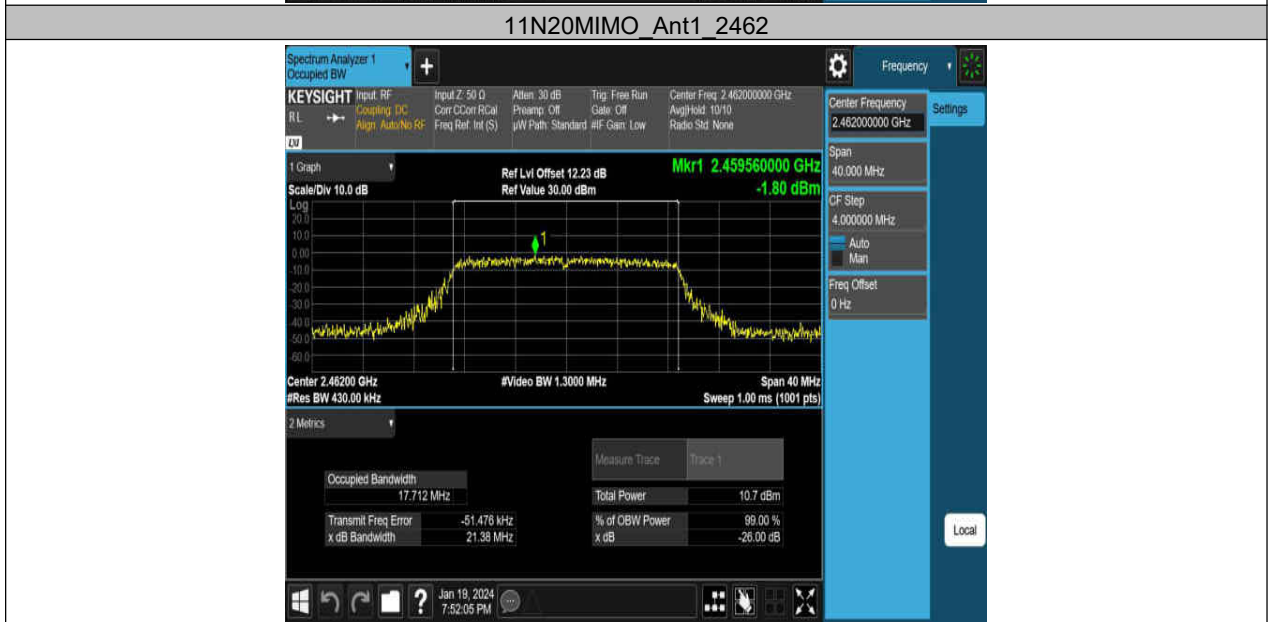 11N20MIMO_Ant1_2462
Spectrum Analyzer 1
Occupied BW
+
Frequency
KEYSIGHT
RL
Input: RF
Coupling: DC
Align: Auto/No RF
Input Z: 50 Ω
Corr CCorr RCal
Freq Ref: Int (S)
Atten: 30 dB
Preamp: Off
µW Path: Standard
Trig: Free Run
Gate: Off
#IF Gain: Low
Center Freq: 2.462000000 GHz
Avg|Hold: 10/10
Radio Std: None
Center Frequency
2.462000000 GHz
Settings
Span
40.000 MHz
CF Step
4.000000 MHz
Auto
Man
Freq Offset
0 Hz
Local
1 Graph
Scale/Div 10.0 dB
Ref Lvl Offset 12.23 dB
Ref Value 30.00 dBm
Mkr1 2.459560000 GHz
-1.80 dBm
Log
20.0
10.0
0.00
-10.0
-20.0
-30.0
-40.0
-50.0
-60.0
1
Center 2.46200 GHz
#Res BW 430.00 kHz
#Video BW 1.3000 MHz
Span 40 MHz
Sweep 1.00 ms (1001 pts)
2 Metrics
Measure Trace
Trace 1
Occupied Bandwidth
17.712 MHz
Total Power 10.7 dBm
Transmit Freq Error -51.476 kHz
% of OBW Power 99.00 %
x dB Bandwidth 21.38 MHz
x dB -26.00 dB
?
Jan 19, 2024
7:52:05 PM